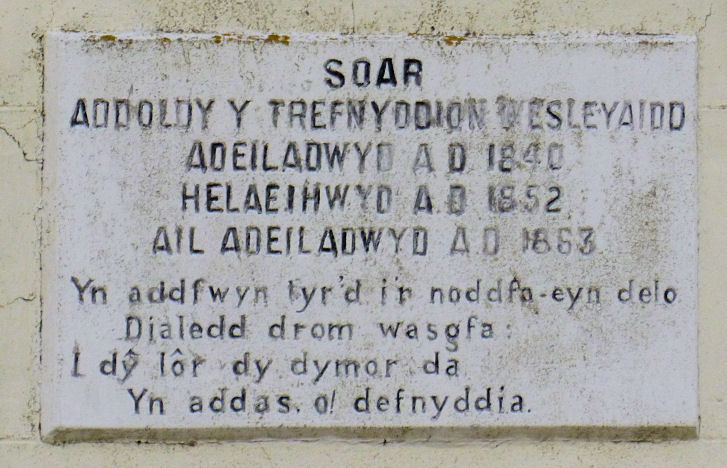 SOAR
ADDOLDY Y TREFNYDDION WESLEYAIDD
ADEILADWYD A D 1840
HELAETHWYD A.D 1852
AIL ADEILADWYD A D 1863
Yn addfwyn tyr'd i'r noddfa-eyn delo
Dialedd drom wasgfa:
I dŷ Iôr dy dymor da
Yn addas. o! defnyddia.